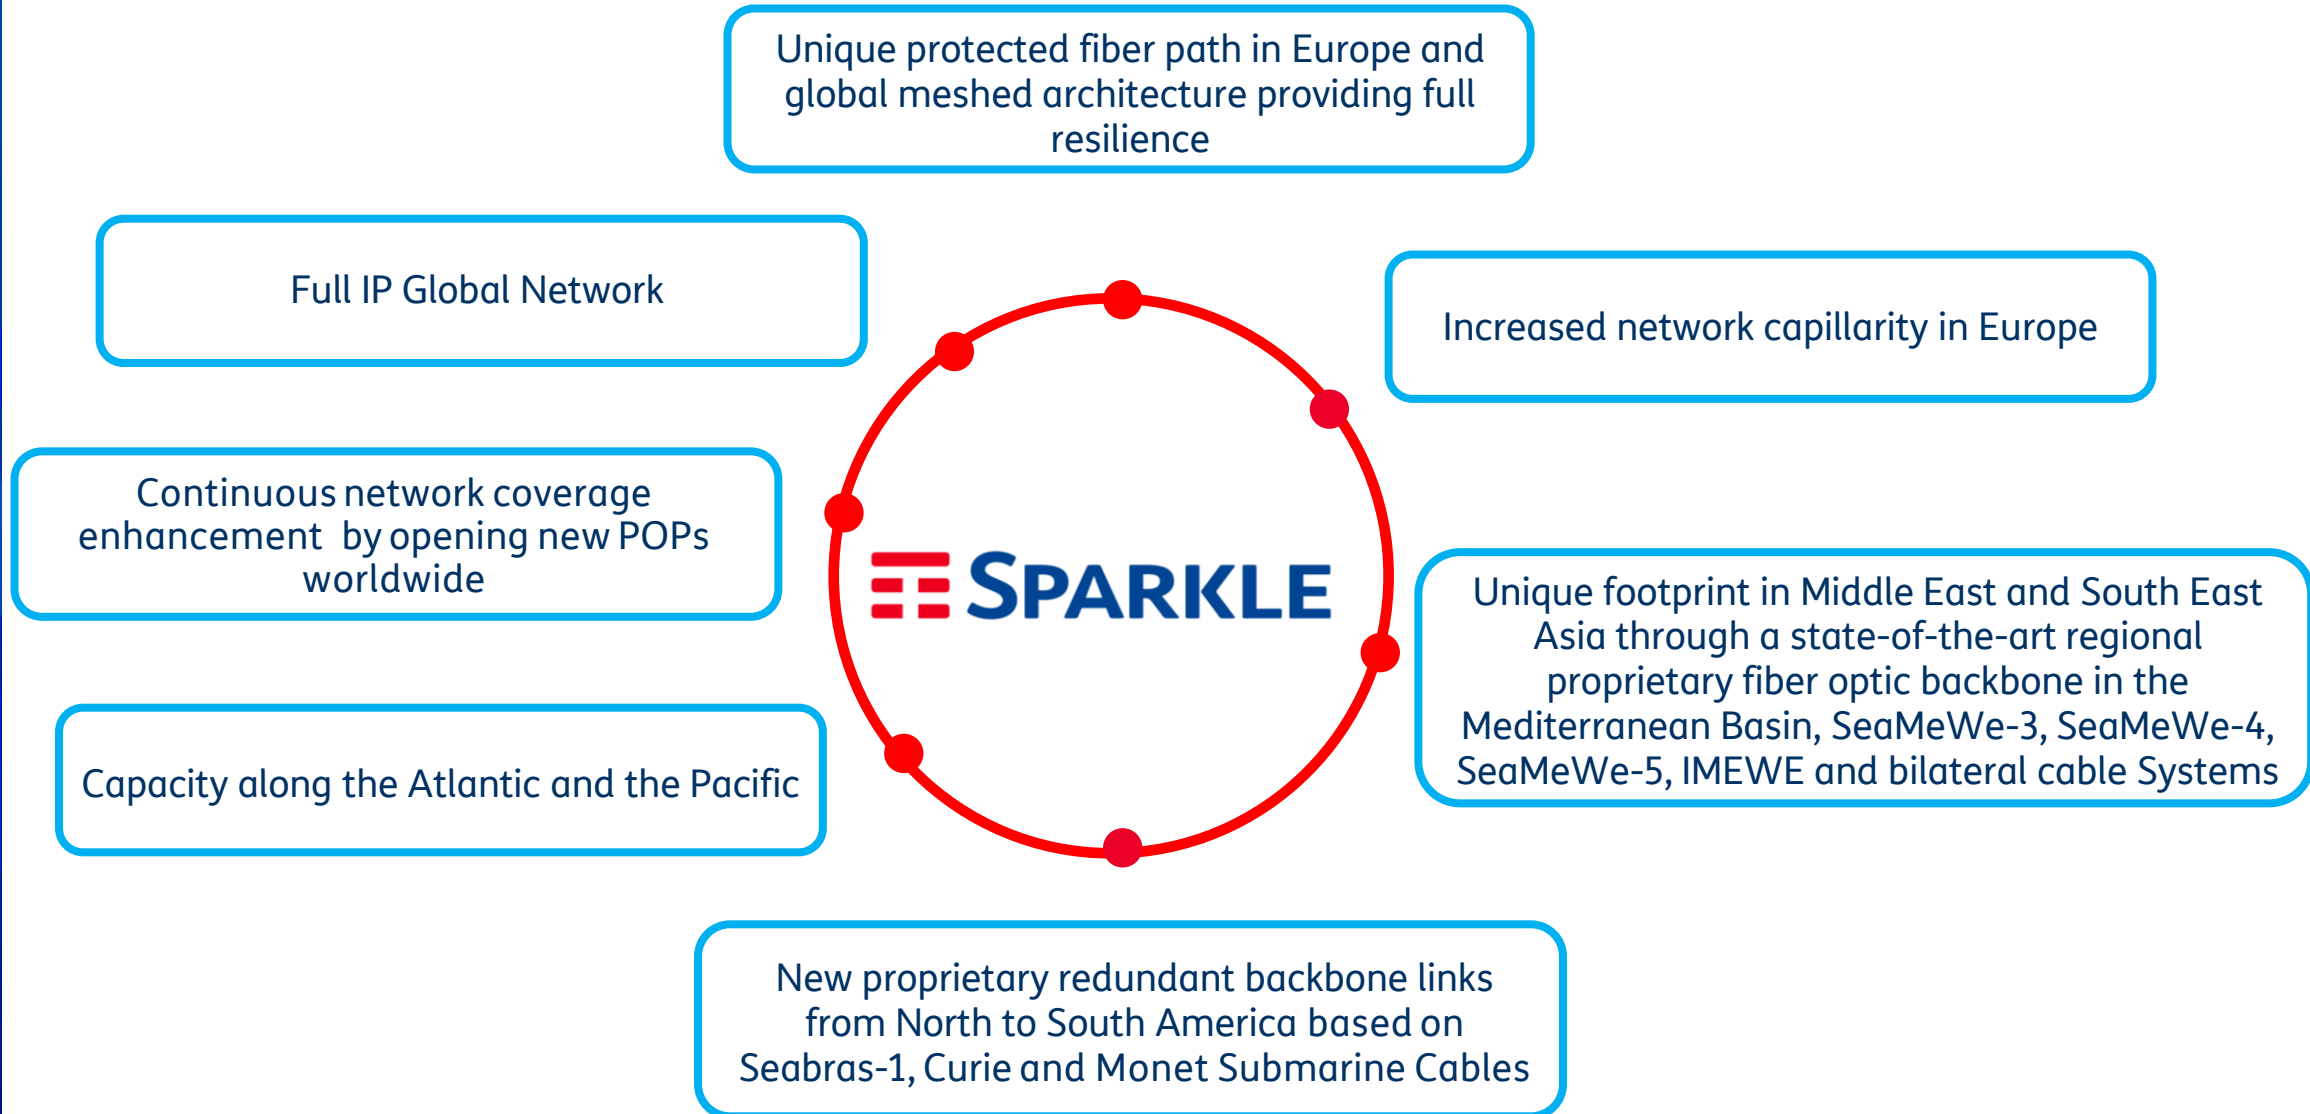 Unique protected fiber path in Europe and
global meshed architecture providing full
resilience
Full IP Global Network
Increased network capillarity in Europe
Continuous network coverage
enhancement by opening new POPs
worldwide
SPARKLE
Unique footprint in Middle East and South East
Asia through a state-of-the-art regional
proprietary fiber optic backbone in the
Mediterranean Basin, SeaMeWe-3, SeaMeWe-4,
SeaMeWe-5, IMEWE and bilateral cable Systems
Capacity along the Atlantic and the Pacific
New proprietary redundant backbone links
from North to South America based on
Seabras-1, Curie and Monet Submarine Cables